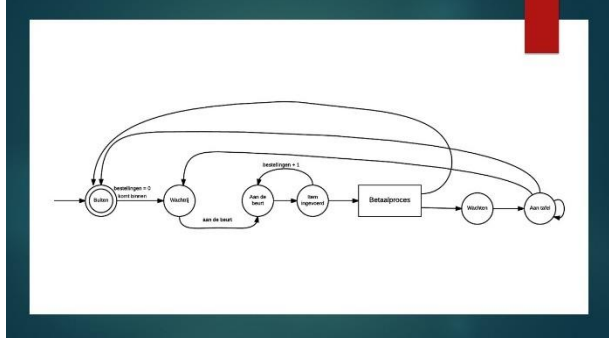 bestellingen + 1
bestellingen = 0
komt binnen
Buiten
Wachtrij
Aan de
beurt
Item
ingevoerd
Betaalproces
Wachten
Aan tafel
aan de beurt